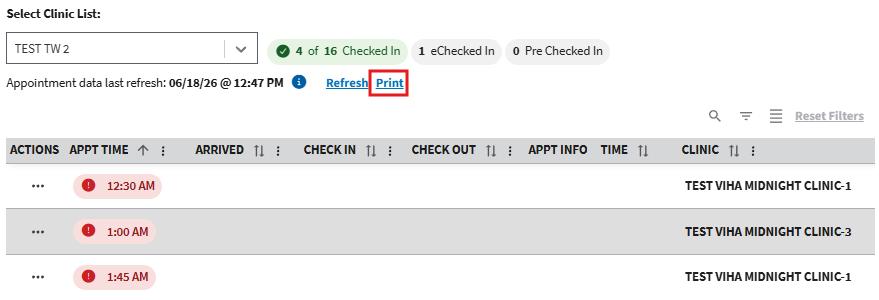 Select Clinic List:
TEST TW 2
4 of 16 Checked In
1 eChecked In
0 Pre Checked In
Appointment data last refresh: 06/18/26 @ 12:47 PM
Refresh
Print
Reset Filters
ACTIONS APPT TIME ARRIVED CHECK IN CHECK OUT APPT INFO TIME CLINIC
12:30 AM TEST VIHA MIDNIGHT CLINIC-1
1:00 AM TEST VIHA MIDNIGHT CLINIC-3
1:45 AM TEST VIHA MIDNIGHT CLINIC-1